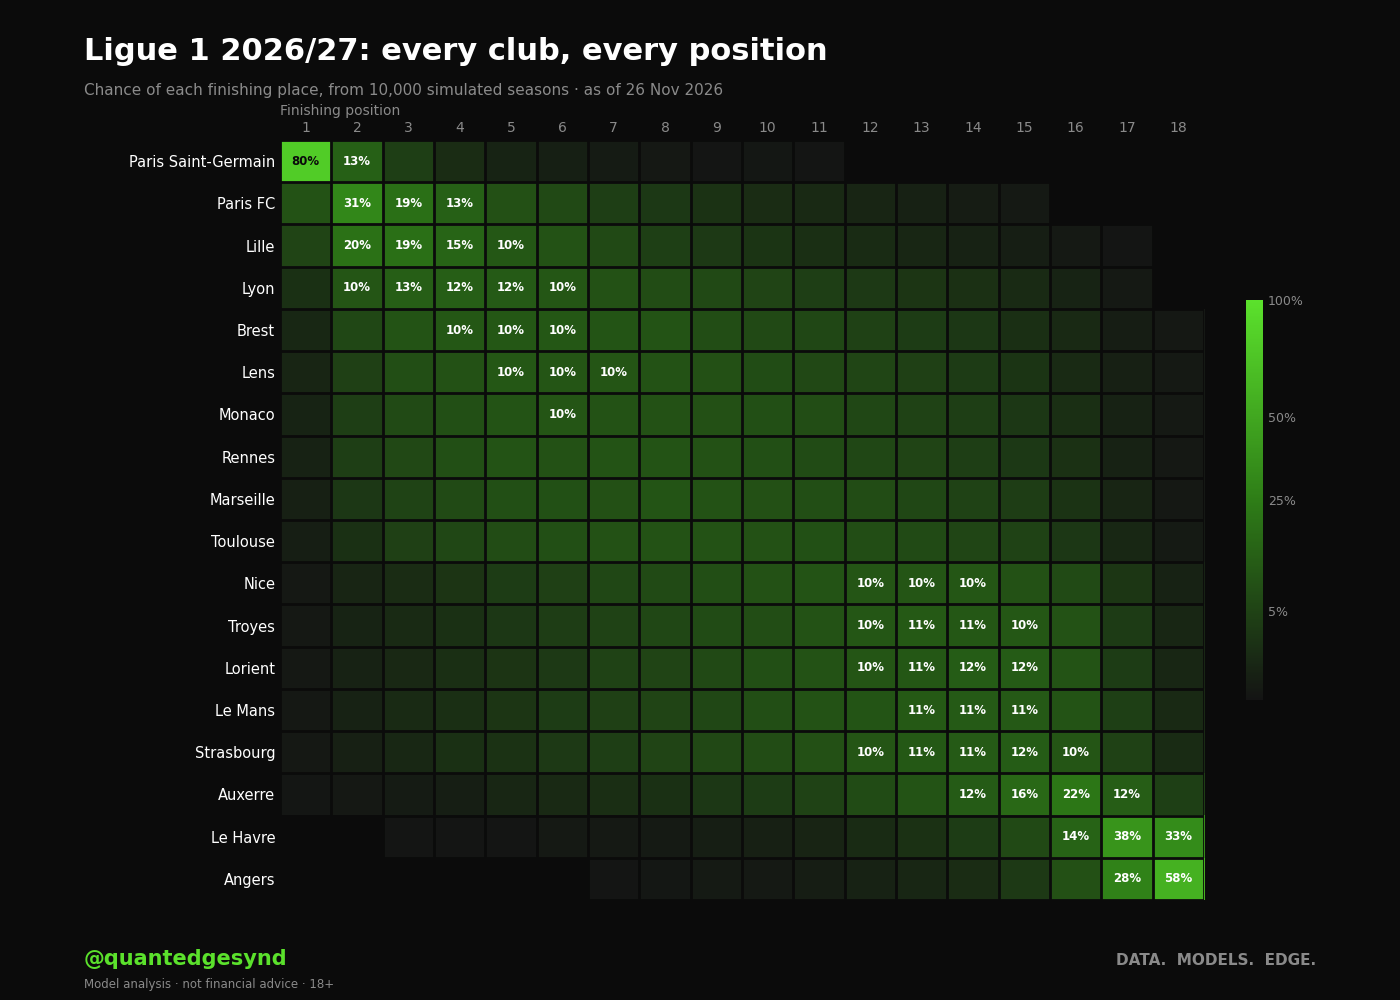 Ligue 1 2026/27: every club, every position
Chance of each finishing place, from 10,000 simulated seasons · as of 26 Nov 2026
Finishing position
1 2 3 4 5 6 7 8 9 10 11 12 13 14 15 16 17 18
Paris Saint-Germain 80% 13%
Paris FC 31% 19% 13%
Lille 20% 19% 15% 10%
Lyon 10% 13% 12% 12% 10%
Brest 10% 10% 10%
Lens 10% 10% 10%
Monaco 10%
Rennes
Marseille
Toulouse
Nice 10% 10% 10%
Troyes 10% 11% 11% 10%
Lorient 10% 11% 12% 12%
Le Mans 11% 11% 11%
Strasbourg 10% 11% 11% 12% 10%
Auxerre 12% 16% 22% 12%
Le Havre 14% 38% 33%
Angers 28% 58%
100%
50%
25%
5%
@quantedgesynd
DATA. MODELS. EDGE.
Model analysis · not financial advice · 18+